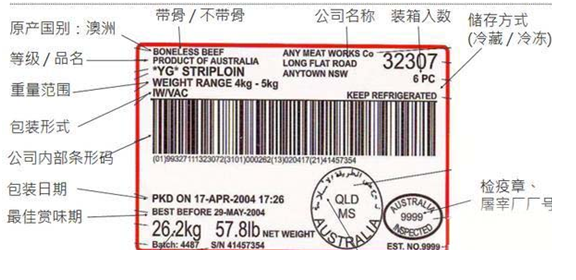 带骨 / 不带骨
公司名称
装箱入数
储存方式
(冷藏 / 冷冻)
原产国别：澳洲
等级 / 品名
重量范围
包装形式
公司内部条形码
包装日期
最佳赏味期
BONELESS BEEF
PRODUCT OF AUSTRALIA
*YG* STRIPLOIN
WEIGHT RANGE 4kg - 5kg
IW/VAC
ANY MEAT WORKS Co
LONG FLAT ROAD
ANYTOWN NSW
32307
6 PC
KEEP REFRIGERATED
(01)99327111323072(3101)000262(13)020417(21)41457354
PKD ON 17-APR-2004 17:26
BEST BEFORE 29-MAY-2004
26.2kg 57.8lb NET WEIGHT
Batch: 4487 S/N 41457354
QLD
MS
AUSTRALIA
AUSTRALIA
9999
INSPECTED
EST. NO.9999
检疫章、
屠宰厂厂号